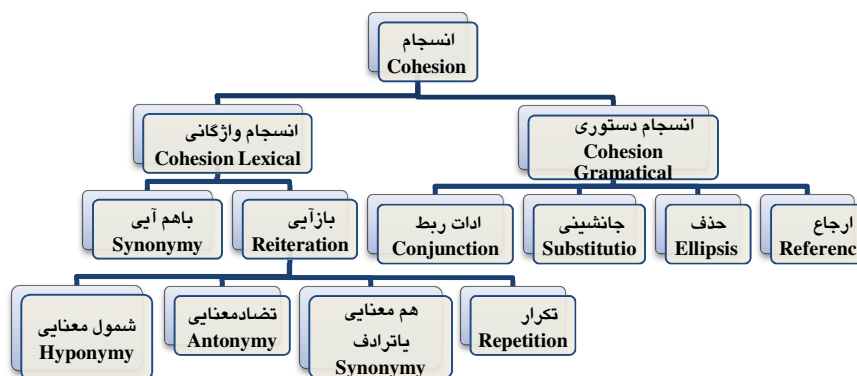 انسجام
Cohesion
انسجام واژگانی
Cohesion Lexical
انسجام دستوری
Cohesion
Gramatical
باهم آیی
Synonymy
بازآیی
Reiteration
ادات ربط
Conjunction
جانشینی
Substitutio
حذف
Ellipsis
ارجاع
Referenc
شمول معنایی
Hyponymy
تضادمعنایی
Antonymy
هم معنایی
یاترادف
Synonymy
تکرار
Repetition